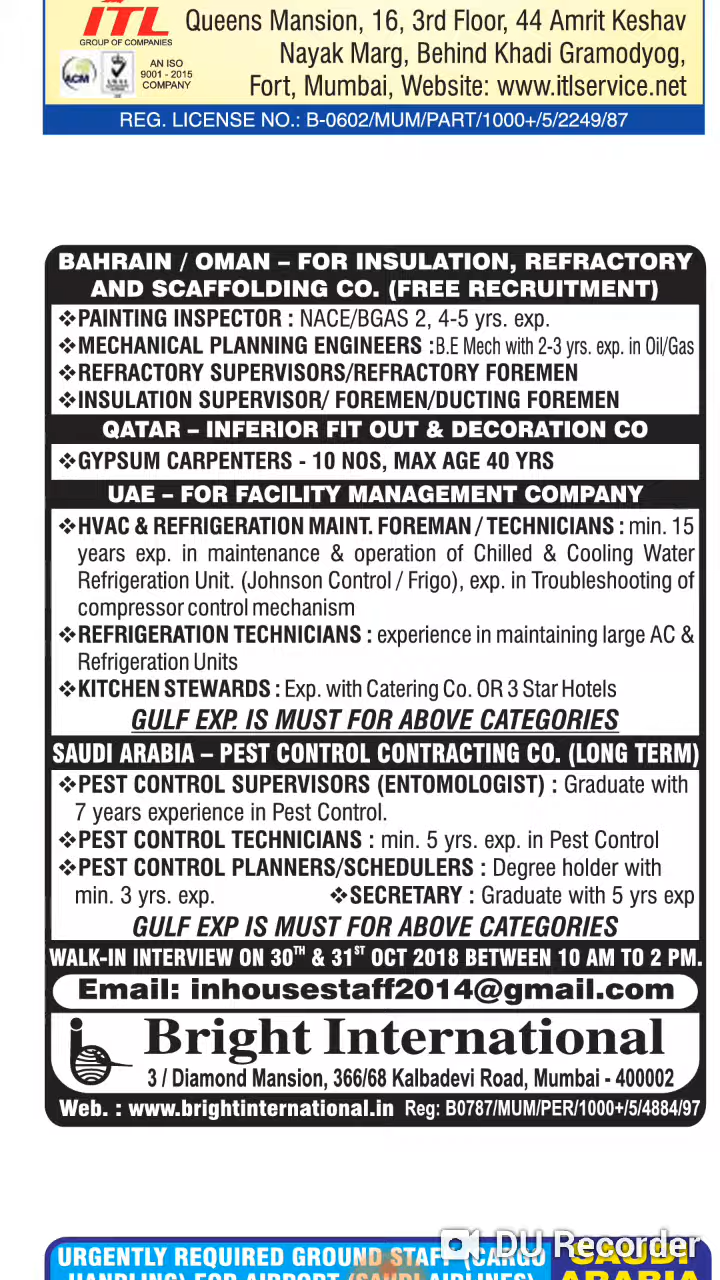 ITL
GROUP OF COMPANIES
ACM
AN ISO
9001 - 2015
COMPANY
Queens Mansion, 16, 3rd Floor, 44 Amrit Keshav
Nayak Marg, Behind Khadi Gramodyog,
Fort, Mumbai, Website: www.itlservice.net
REG. LICENSE NO.: B-0602/MUM/PART/1000+/5/2249/87
BAHRAIN / OMAN – FOR INSULATION, REFRACTORY
AND SCAFFOLDING CO. (FREE RECRUITMENT)
❖PAINTING INSPECTOR : NACE/BGAS 2, 4-5 yrs. exp.
❖MECHANICAL PLANNING ENGINEERS :B.E Mech with 2-3 yrs. exp. in Oil/Gas
❖REFRACTORY SUPERVISORS/REFRACTORY FOREMEN
❖INSULATION SUPERVISOR/ FOREMEN/DUCTING FOREMEN
QATAR – INFERIOR FIT OUT & DECORATION CO
❖GYPSUM CARPENTERS - 10 NOS, MAX AGE 40 YRS
UAE – FOR FACILITY MANAGEMENT COMPANY
❖HVAC & REFRIGERATION MAINT. FOREMAN / TECHNICIANS : min. 15
years exp. in maintenance & operation of Chilled & Cooling Water
Refrigeration Unit. (Johnson Control / Frigo), exp. in Troubleshooting of
compressor control mechanism
❖REFRIGERATION TECHNICIANS : experience in maintaining large AC &
Refrigeration Units
❖KITCHEN STEWARDS : Exp. with Catering Co. OR 3 Star Hotels
GULF EXP. IS MUST FOR ABOVE CATEGORIES
SAUDI ARABIA – PEST CONTROL CONTRACTING CO. (LONG TERM)
❖PEST CONTROL SUPERVISORS (ENTOMOLOGIST) : Graduate with
7 years experience in Pest Control.
❖PEST CONTROL TECHNICIANS : min. 5 yrs. exp. in Pest Control
❖PEST CONTROL PLANNERS/SCHEDULERS : Degree holder with
min. 3 yrs. exp. ❖SECRETARY : Graduate with 5 yrs exp
GULF EXP IS MUST FOR ABOVE CATEGORIES
WALK-IN INTERVIEW ON 30TH & 31ST OCT 2018 BETWEEN 10 AM TO 2 PM.
Email: inhousestaff2014@gmail.com
Bright International
3 / Diamond Mansion, 366/68 Kalbadevi Road, Mumbai - 400002
Web. : www.brightinternational.in Reg: B0787/MUM/PER/1000+/5/4884/97
DU Recorder
URGENTLY REQUIRED GROUND STAFF (CARGO
HANDLING) FOR AIRPORT (SAUDI AIRLINES)
SAUDI
ARABIA